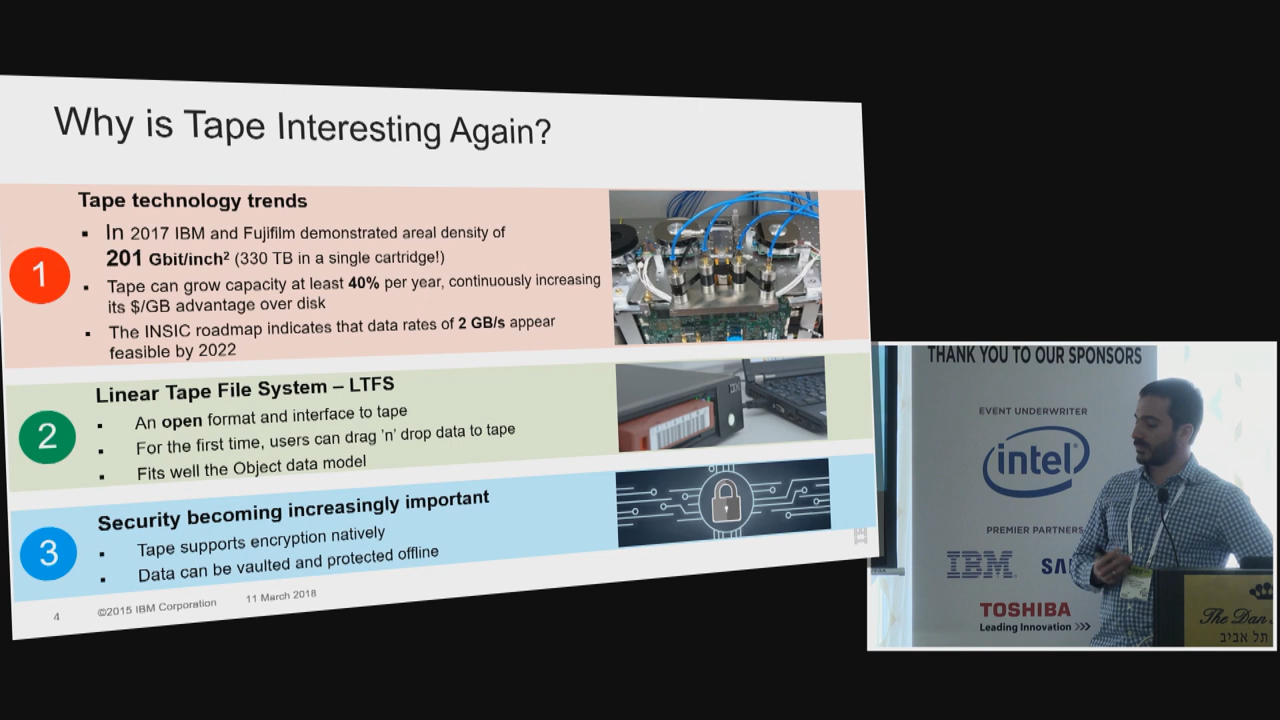 Why is Tape Interesting Again?
1
Tape technology trends
▪ In 2017 IBM and Fujifilm demonstrated areal density of
201 Gbit/inch² (330 TB in a single cartridge!)
▪ Tape can grow capacity at least 40% per year, continuously increasing
its $/GB advantage over disk
▪ The INSIC roadmap indicates that data rates of 2 GB/s appear
feasible by 2022
2
Linear Tape File System – LTFS
▪ An open format and interface to tape
▪ For the first time, users can drag 'n' drop data to tape
▪ Fits well the Object data model
3
Security becoming increasingly important
▪ Tape supports encryption natively
▪ Data can be vaulted and protected offline
4 ©2015 IBM Corporation 11 March 2018
THANK YOU TO OUR SPONSORS
EVENT UNDERWRITER
intel
PREMIER PARTNERS
IBM
TOSHIBA
Leading Innovation >>>
The Dan
תל אביב